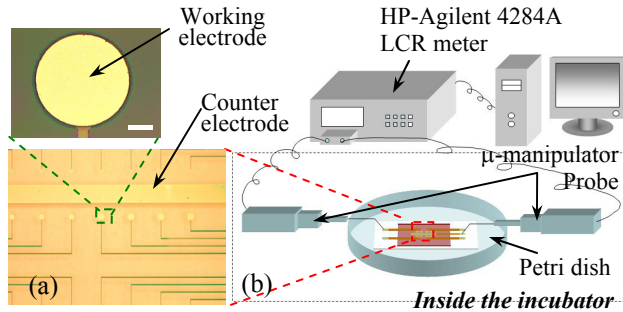 Working
electrode
HP-Agilent 4284A
LCR meter
Counter
electrode
μ-manipulator
Probe
Petri dish
(a)
(b)
Inside the incubator